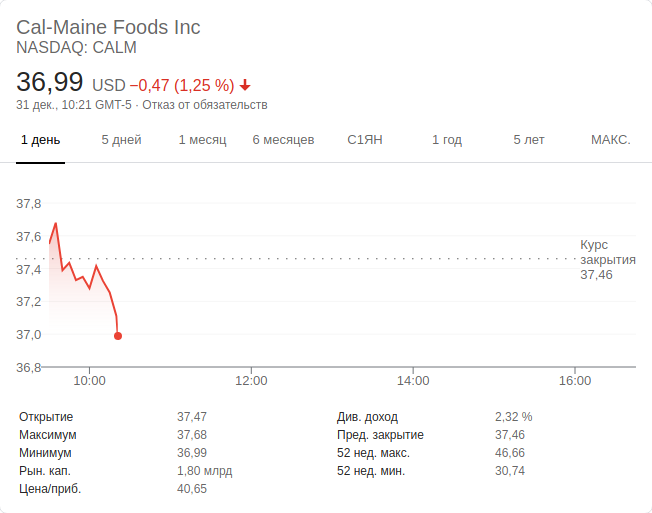 Cal-Maine Foods Inc
NASDAQ: CALM
36,99 USD −0,47 (1,25 %)
31 дек., 10:21 GMT-5 · Отказ от обязательств
1 день 5 дней 1 месяц 6 месяцев С1ЯН 1 год 5 лет МАКС.
37,8
37,6
37,4
37,2
37,0
36,8
Курс
закрытия
37,46
10:00 12:00 14:00 16:00
Открытие 37,47 Див. доход 2,32 %
Максимум 37,68 Пред. закрытие 37,46
Минимум 36,99 52 нед. макс. 46,66
Рын. кап. 1,80 млрд 52 нед. мин. 30,74
Цена/приб. 40,65